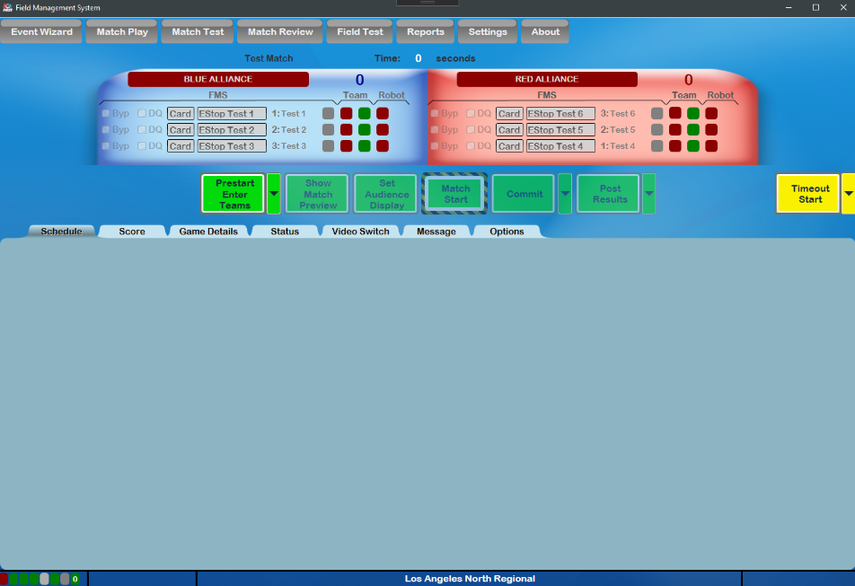 Field Management System
Event Wizard Match Play Match Test Match Review Field Test Reports Settings About
Test Match Time: 0 seconds
BLUE ALLIANCE 0 RED ALLIANCE 0
FMS Team Robot FMS Team Robot
Byp DQ Card EStop Test 1 1: Test 1 Byp DQ Card EStop Test 6 3: Test 6
Byp DQ Card EStop Test 2 2: Test 2 Byp DQ Card EStop Test 5 2: Test 5
Byp DQ Card EStop Test 3 3: Test 3 Byp DQ Card EStop Test 4 1: Test 4
Prestart
Enter
Teams
Show
Match
Preview
Set
Audience
Display
Match
Start
Commit
Post
Results
Timeout
Start
Schedule Score Game Details Status Video Switch Message Options
0 Los Angeles North Regional